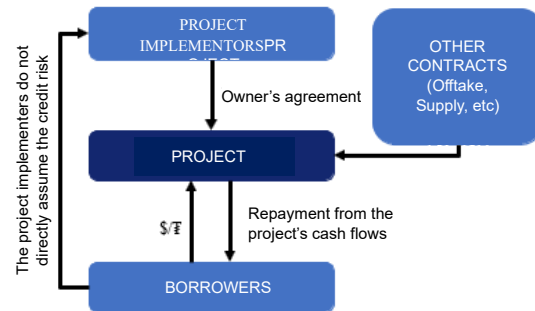 PROJECT
IMPLEMENTORSPR
OJECT
OTHER
CONTRACTS
(Offtake,
Supply, etc)
Owner's agreement
The project implementers do not
directly assume the credit risk
PROJECT
$/₮
Repayment from the
project's cash flows
BORROWERS